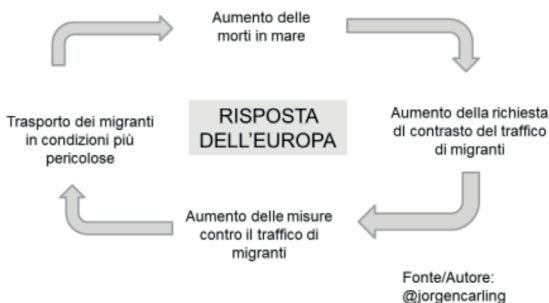 Aumento delle
morti in mare
Aumento della richiesta
dI contrasto del traffico
di migranti
Aumento delle misure
contro il traffico di
migranti
Trasporto dei migranti
in condizioni più
pericolose
RISPOSTA
DELL'EUROPA
Fonte/Autore:
@jorgencarling